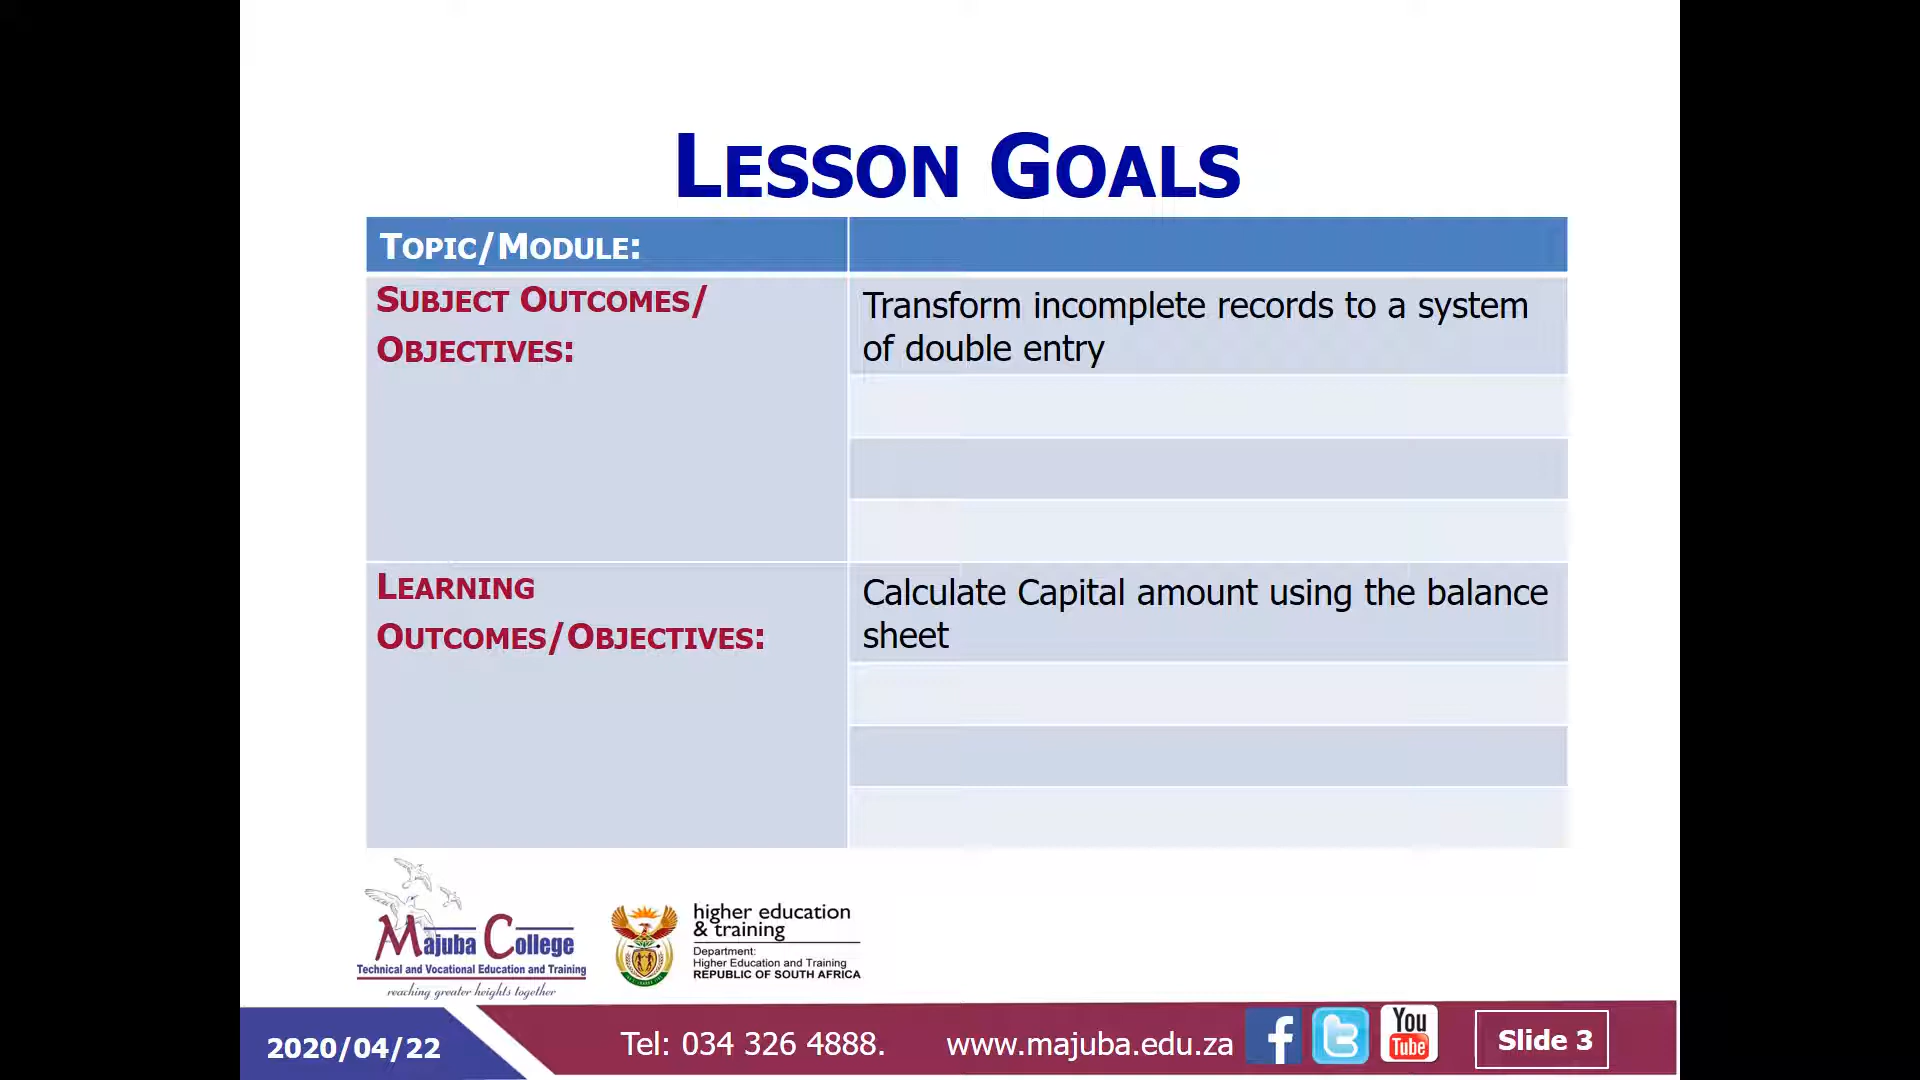 LESSON GOALS
TOPIC/MODULE:
SUBJECT OUTCOMES/
OBJECTIVES:
Transform incomplete records to a system
of double entry
LEARNING
OUTCOMES/OBJECTIVES:
Calculate Capital amount using the balance
sheet
Majuba College
Technical and Vocational Education and Training
reaching greater heights together
higher education
& training
Department:
Higher Education and Training
REPUBLIC OF SOUTH AFRICA
2020/04/22
Tel: 034 326 4888.
www.majuba.edu.za
You
Tube
Slide 3